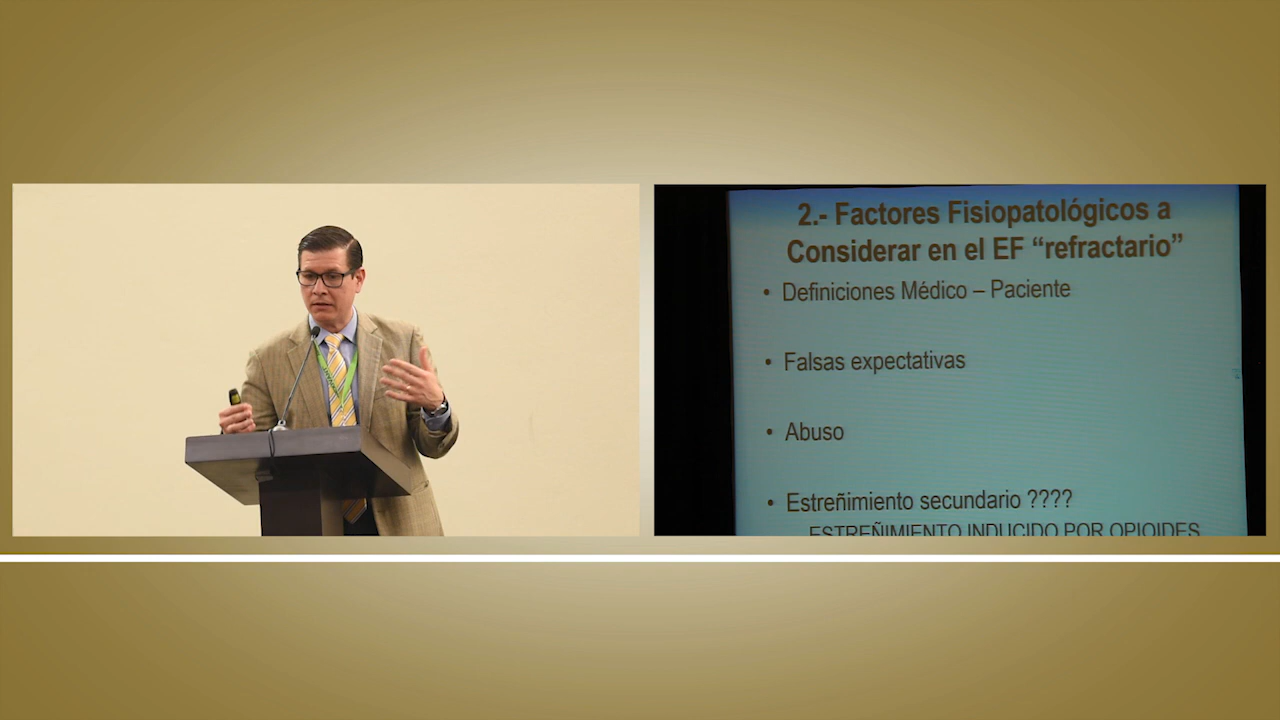 2.- Factores Fisiopatológicos a
Considerar en el EF “refractario”
• Definiciones Médico – Paciente
• Falsas expectativas
• Abuso
• Estreñimiento secundario ????
ESTREÑIMIENTO INDUCIDO POR OPIOIDES